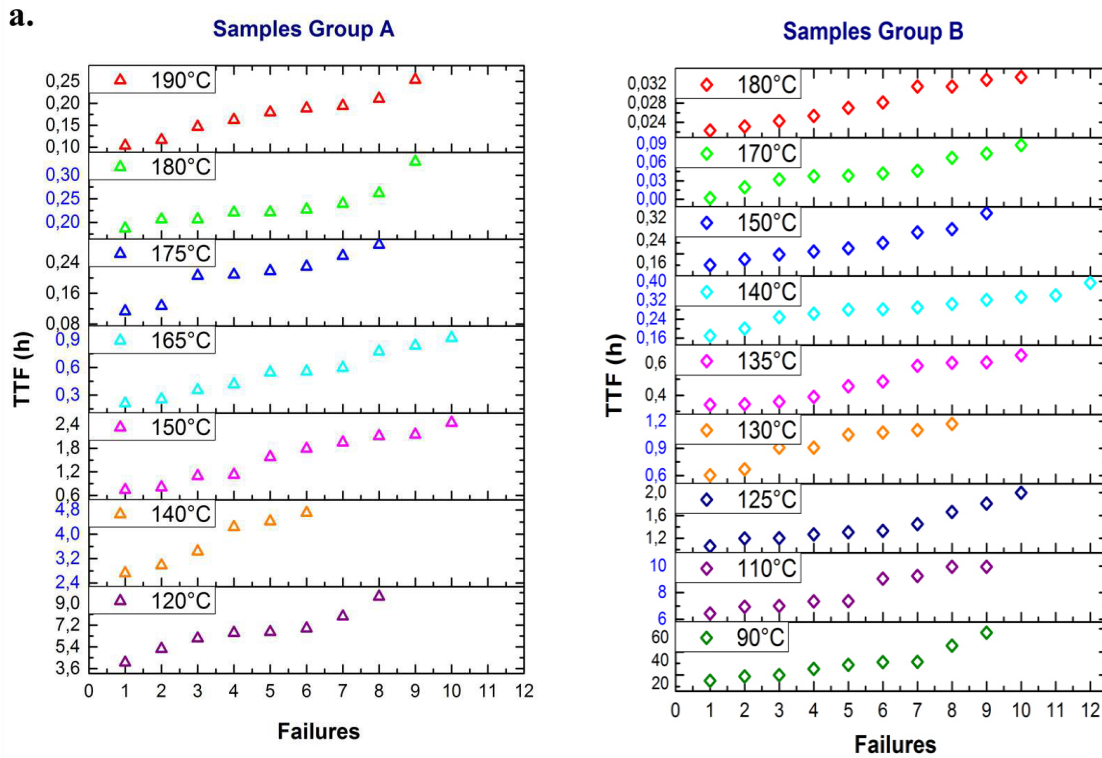 a.
Samples Group A
190°C
0,25
0,20
0,15
0,10
180°C
0,30
0,25
0,20
175°C
0,24
0,16
0,08
165°C
0,9
0,6
0,3
150°C
2,4
1,8
1,2
0,6
140°C
4,8
4,0
3,2
2,4
120°C
9,0
7,2
5,4
3,6
TTF (h)
0 1 2 3 4 5 6 7 8 9 10 11 12
Failures
Samples Group B
180°C
0,032
0,028
0,024
170°C
0,09
0,06
0,03
0,00
150°C
0,32
0,24
0,16
140°C
0,40
0,32
0,24
0,16
135°C
0,6
0,4
130°C
1,2
0,9
0,6
125°C
2,0
1,6
1,2
110°C
10
8
6
90°C
60
40
20
TTF (h)
0 1 2 3 4 5 6 7 8 9 10 11 12
Failures